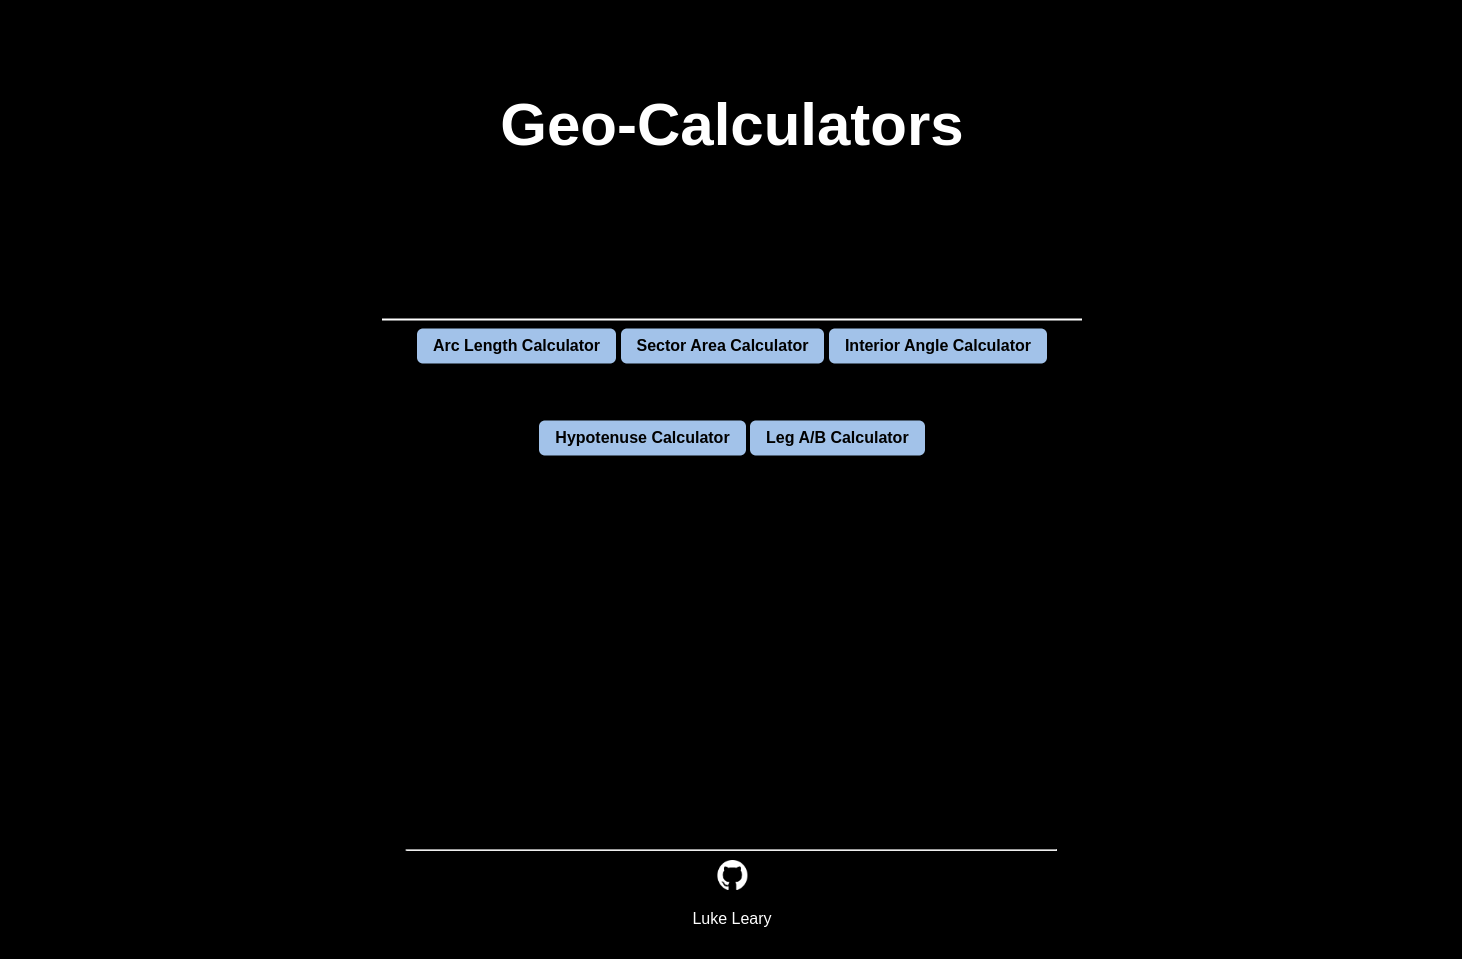 Geo-Calculators
Arc Length Calculator Sector Area Calculator Interior Angle Calculator
Hypotenuse Calculator Leg A/B Calculator
Luke Leary